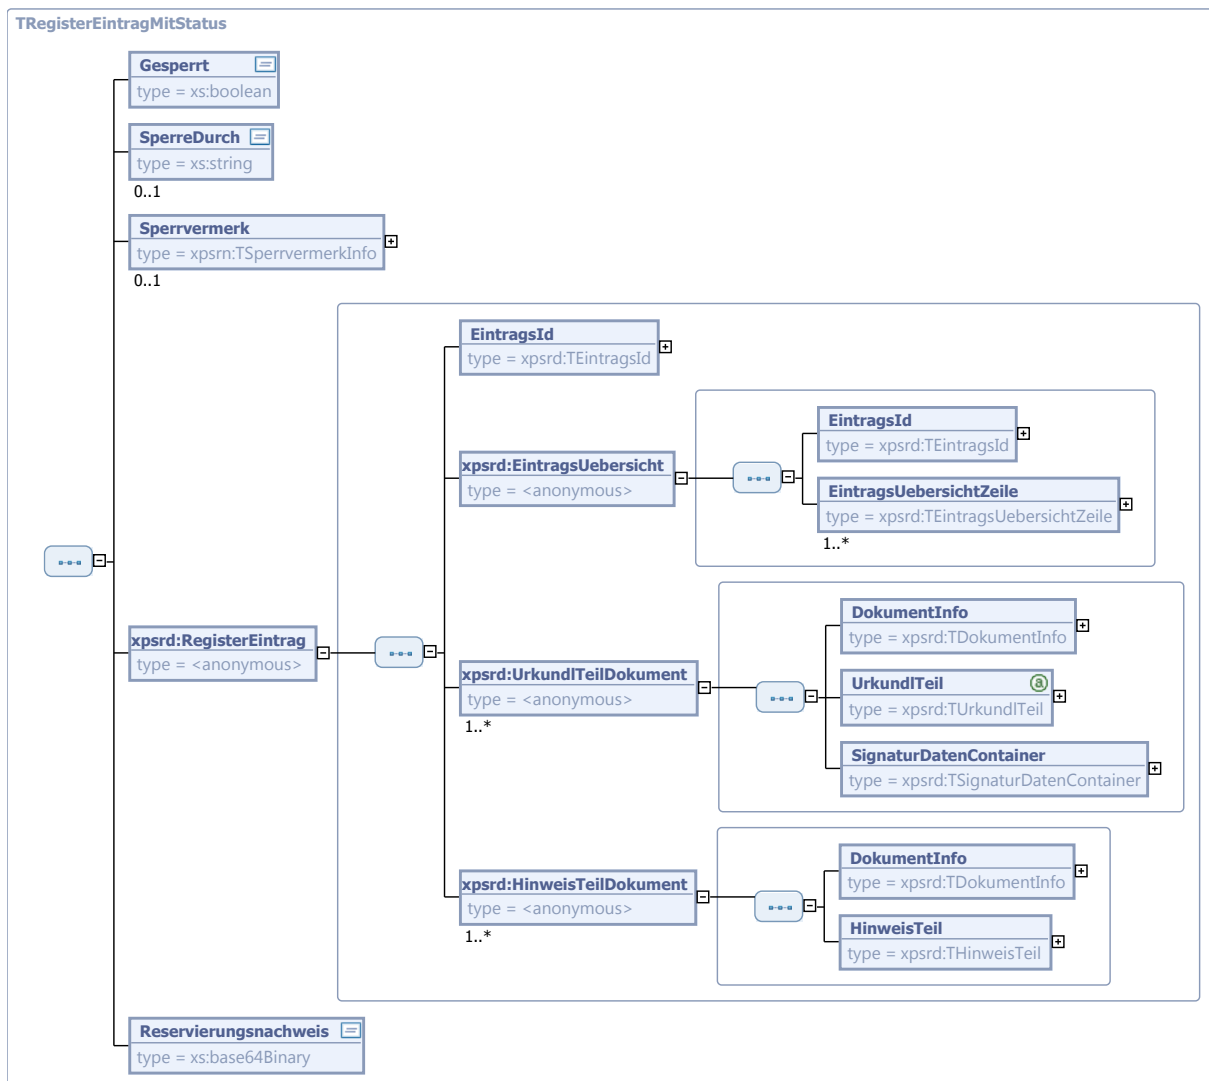 TRegisterEintragMitStatus
Gesperrt
type = xs:boolean
SperreDurch
type = xs:string
0..1
Sperrvermerk
type = xpsrn:TSperrvermerkInfo
0..1
EintragsId
type = xpsrd:TEintragsId
EintragsId
type = xpsrd:TEintragsId
xpsrd:EintragsUebersicht
type = <anonymous>
EintragsUebersichtZeile
type = xpsrd:TEintragsUebersichtZeile
1..*
DokumentInfo
type = xpsrd:TDokumentInfo
xpsrd:RegisterEintrag
type = <anonymous>
xpsrd:UrkundlTeilDokument
type = <anonymous>
1..*
UrkundlTeil
a
type = xpsrd:TUrkundlTeil
SignaturDatenContainer
type = xpsrd:TSignaturDatenContainer
DokumentInfo
type = xpsrd:TDokumentInfo
xpsrd:HinweisTeilDokument
type = <anonymous>
1..*
HinweisTeil
type = xpsrd:THinweisTeil
Reservierungsnachweis
type = xs:base64Binary